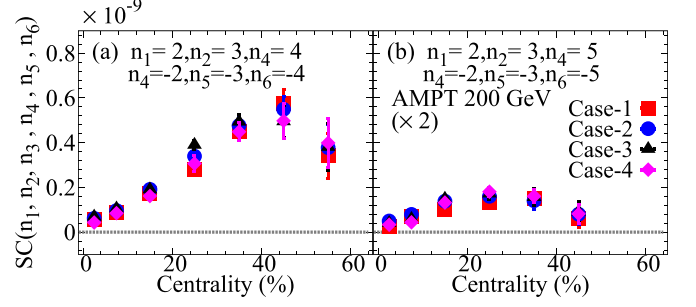 × 10⁻⁹
SC(n₁, n₂, n₃ , n₄ , n₅ , n₆)
0.8
0.6
0.4
0.2
0
(a)
n₁= 2,n₂= 3,n₄= 4
n₄=-2,n₅=-3,n₆=-4
(b)
n₁= 2,n₂= 3,n₄= 5
n₄=-2,n₅=-3,n₆=-5
AMPT 200 GeV
(× 2)
Case-1
Case-2
Case-3
Case-4
0 20 40 60
0 20 40 60
Centrality (%)
Centrality (%)